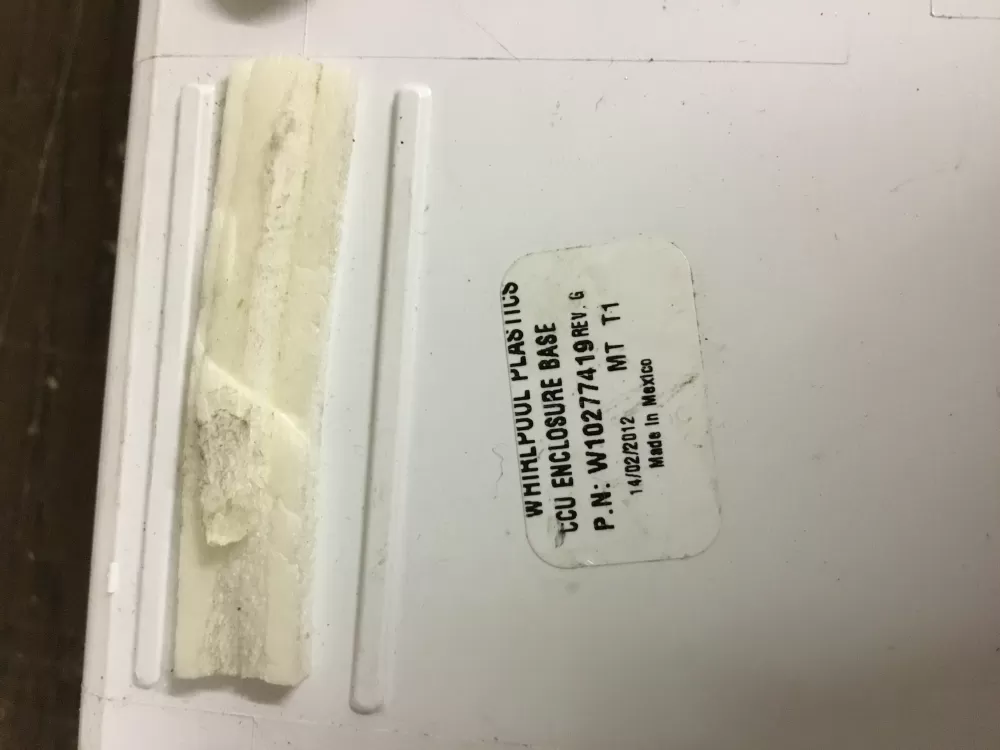 WHIRLPOOL PLASTICS
CCU ENCLOSURE BASE
P.N: W10277419 REV. G
MT T1
14/02/2012
Made In Mexico